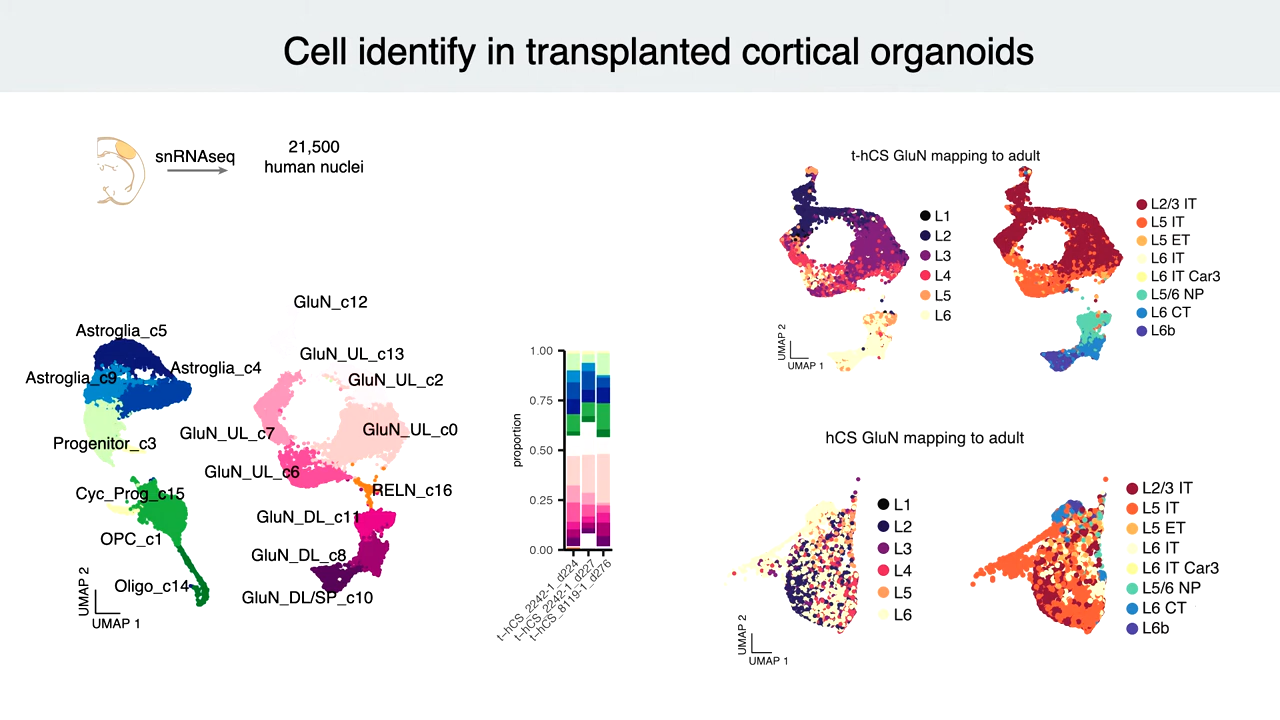 Cell identify in transplanted cortical organoids
snRNAseq
21,500
human nuclei
GluN_c12
Astroglia_c5
GluN_UL_c13
Astroglia_c4
Astroglia_c9
GluN_UL_c2
GluN_UL_c7
GluN_UL_c0
Progenitor_c3
GluN_UL_c6
Cyc_Prog_c15
RELN_c16
GluN_DL_c11
OPC_c1
GluN_DL_c8
Oligo_c14
GluN_DL/SP_c10
UMAP 2
UMAP 1
proportion
1.00
0.75
0.50
0.25
0.00
t-hCS_2242-1_d224
t-hCS_2242-1_d227
t-hCS_8119-1_d276
t-hCS GluN mapping to adult
L1
L2
L3
L4
L5
L6
L2/3 IT
L5 IT
L5 ET
L6 IT
L6 IT Car3
L5/6 NP
L6 CT
L6b
UMAP 2
UMAP 1
hCS GluN mapping to adult
L1
L2
L3
L4
L5
L6
L2/3 IT
L5 IT
L5 ET
L6 IT
L6 IT Car3
L5/6 NP
L6 CT
L6b
UMAP 2
UMAP 1